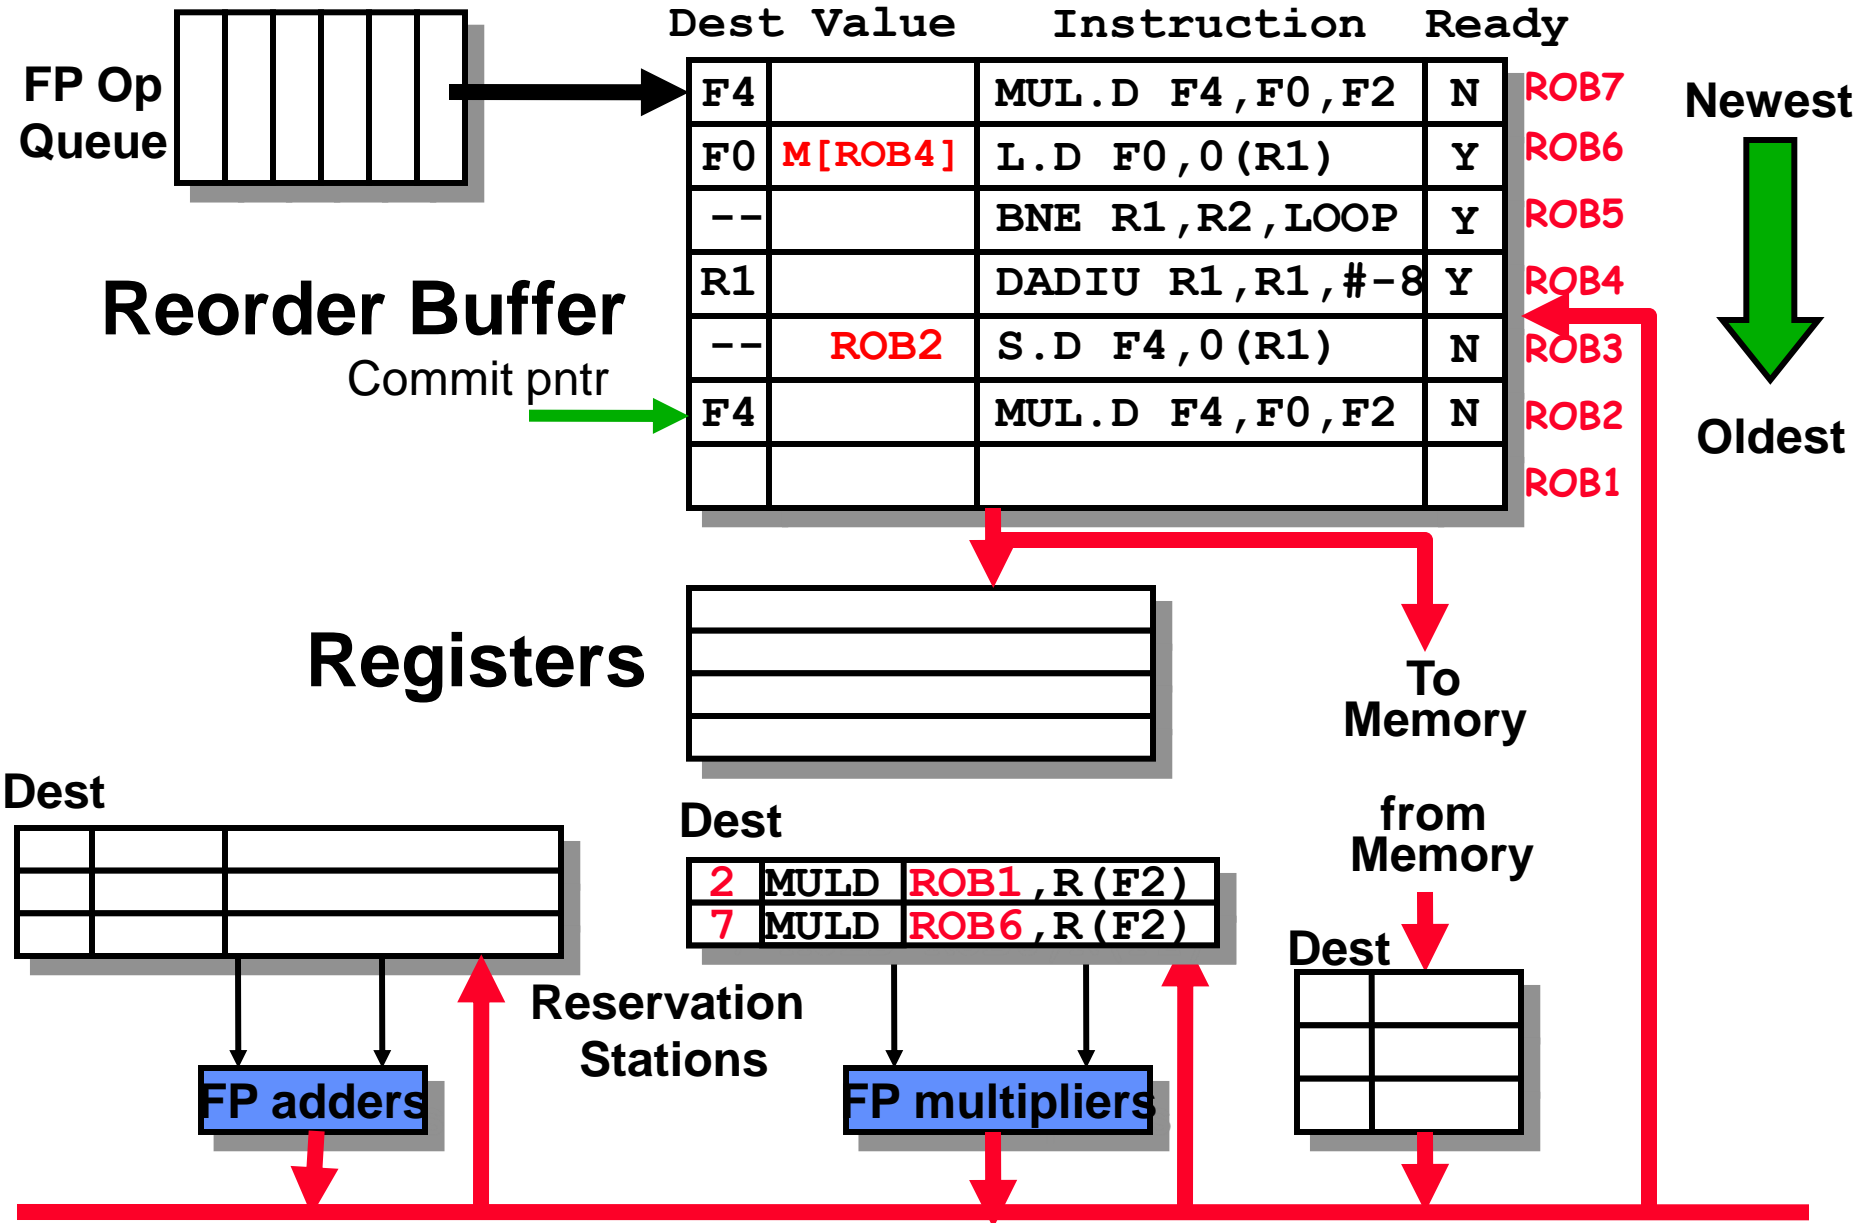 Dest Value Instruction Ready
FP Op
Queue
F4 MUL.D F4,F0,F2 N ROB7
F0 M[ROB4] L.D F0,0(R1) Y ROB6
-- BNE R1,R2,LOOP Y ROB5
R1 DADIU R1,R1,#-8 Y ROB4
-- ROB2 S.D F4,0(R1) N ROB3
F4 MUL.D F4,F0,F2 N ROB2
ROB1
Newest
Oldest
Reorder Buffer
Commit pntr
Registers
To
Memory
from
Memory
Dest
Dest
2 MULD ROB1,R(F2)
7 MULD ROB6,R(F2)
Dest
Reservation
Stations
FP adders
FP multipliers